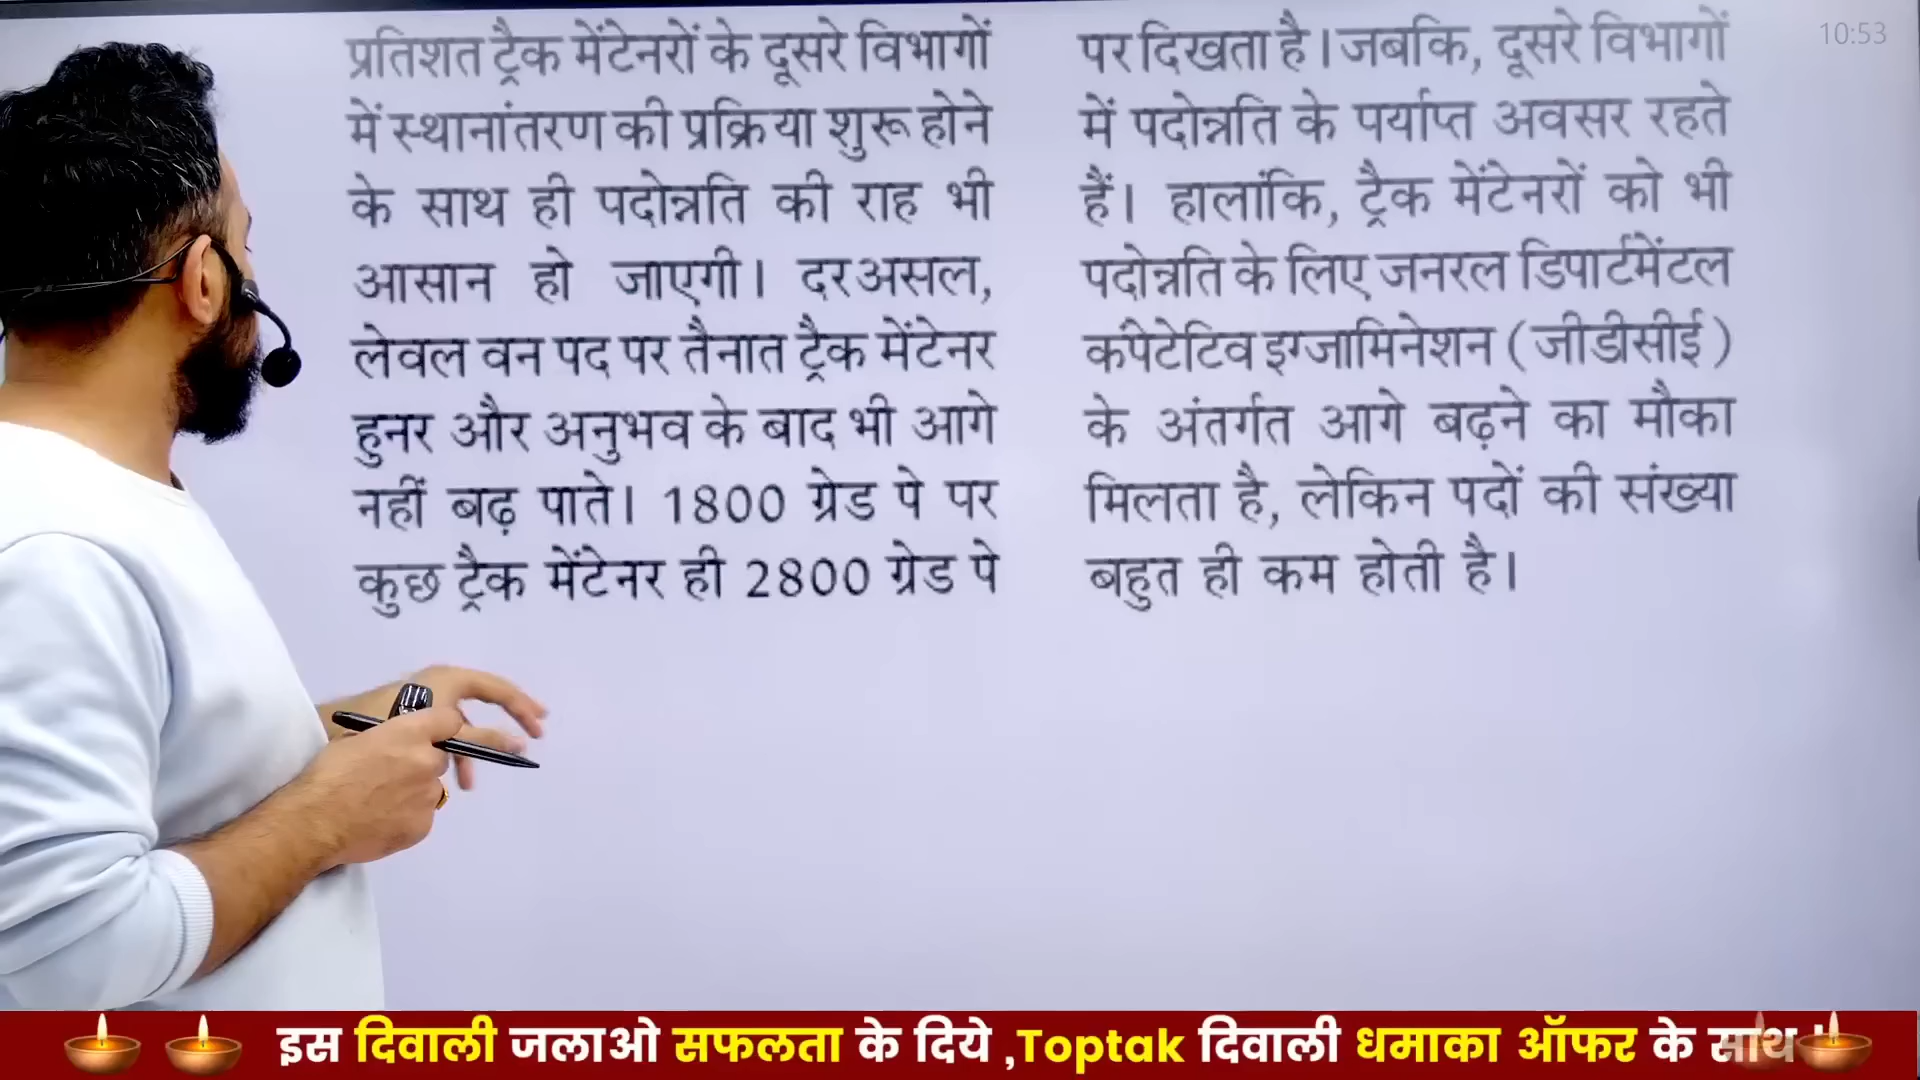 प्रतिशत ट्रैक मेंटेनरों के दूसरे विभागों
में स्थानांतरण की प्रक्रिया शुरू होने
के साथ ही पदोन्नति की राह भी
आसान हो जाएगी। दरअसल,
लेवल वन पद पर तैनात ट्रैक मेंटेनर
हुनर और अनुभव के बाद भी आगे
नहीं बढ़ पाते। 1800 ग्रेड पे पर
कुछ ट्रैक मेंटेनर ही 2800 ग्रेड पे
पर दिखता है। जबकि, दूसरे विभागों
में पदोन्नति के पर्याप्त अवसर रहते
हैं। हालांकि, ट्रैक मेंटेनरों को भी
पदोन्नति के लिए जनरल डिपार्टमेंटल
कंपेटेटिव इग्जामिनेशन (जीडीसीई)
के अंतर्गत आगे बढ़ने का मौका
मिलता है, लेकिन पदों की संख्या
बहुत ही कम होती है।
10:53
इस दिवाली जलाओ सफलता के दिये ,Toptak दिवाली धमाका ऑफर के साथ